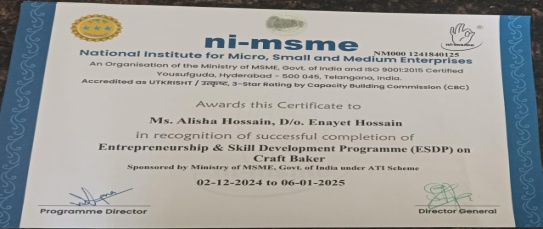 ni-msme
NM000 1241840125
ni-msme
National Institute for Micro, Small and Medium Enterprises
An Organisation of the Ministry of MSME, Govt. of India and ISO 9001:2015 Certified
Yousufguda, Hyderabad - 500 045, Telangana, India.
Accredited as UTKRISHT / उत्कृष्ट, 3-Star Rating by Capacity Building Commission (CBC)
Awards this Certificate to
Ms. Alisha Hossain, D/o. Enayet Hossain
in recognition of successful completion of
Entrepreneurship & Skill Development Programme (ESDP) on
Craft Baker
Sponsored by Ministry of MSME, Govt. of India under ATI Scheme
02-12-2024 to 06-01-2025
Programme Director
Director General